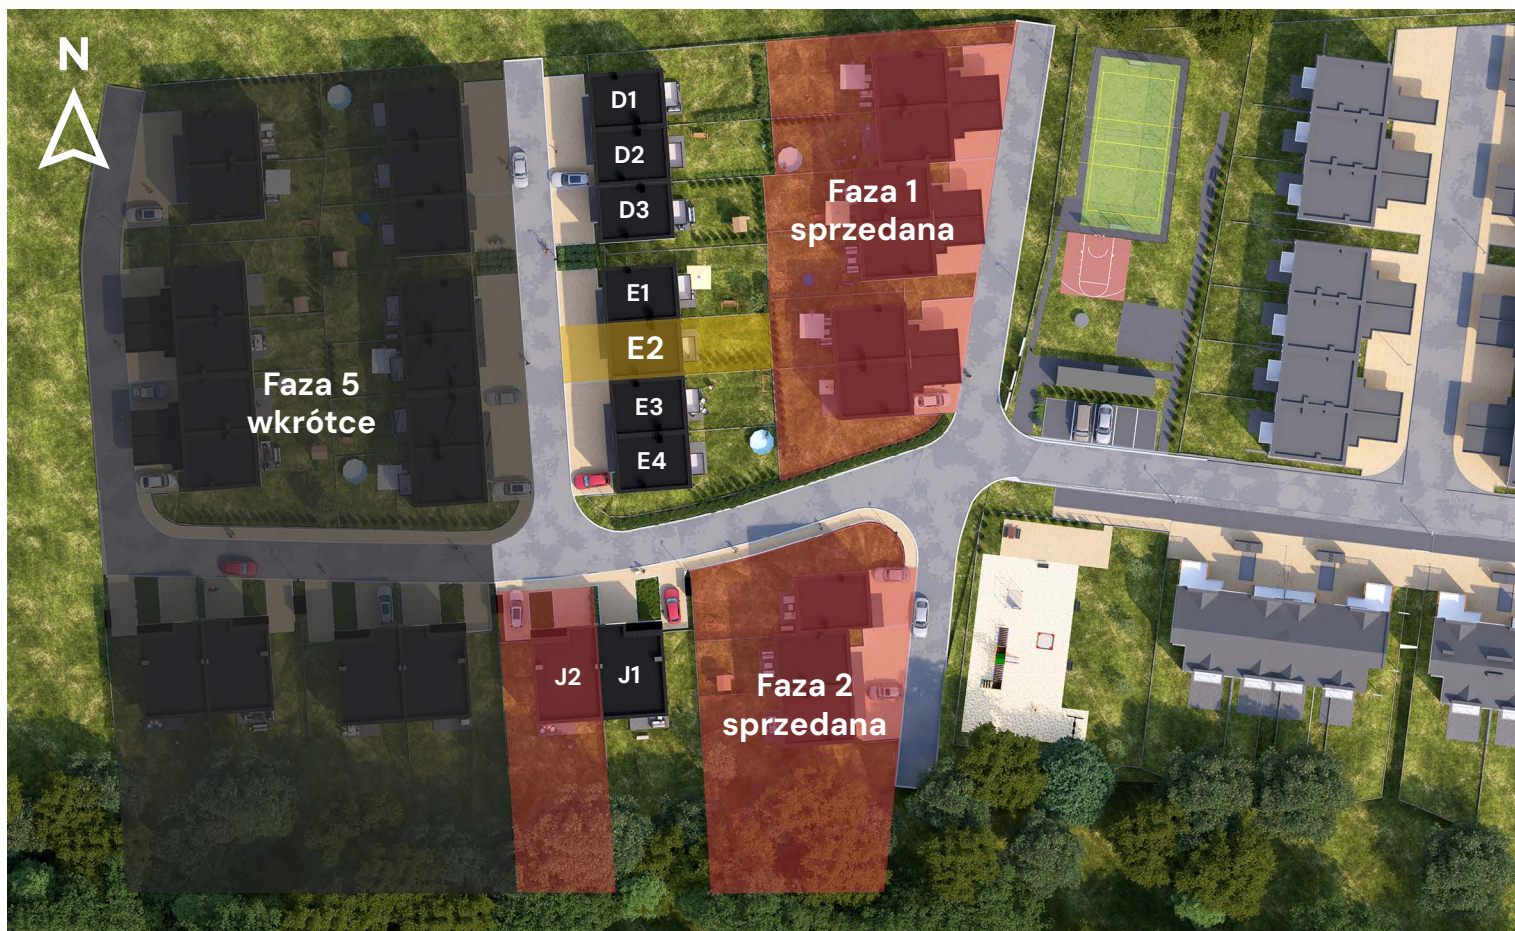 N
D1
D2
D3
Faza 1
sprzedana
E1
E2
E3
E4
Faza 5
wkrótce
J2
J1
Faza 2
sprzedana